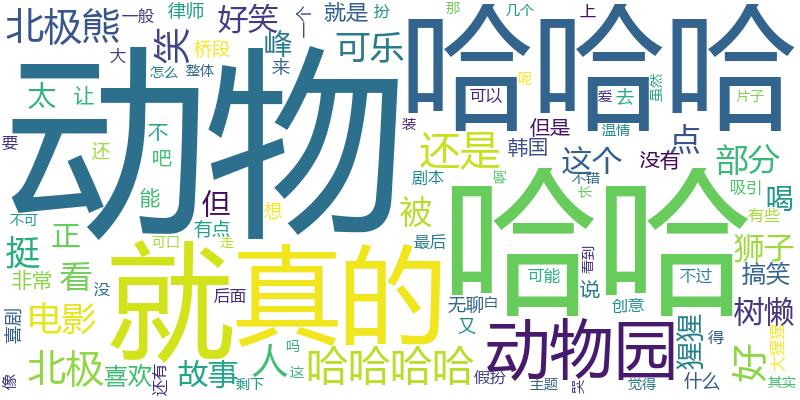 北极熊
一般
律师
扮
那
几个
上
大
笑
桥段
好笑
个
一
就是
哈哈哈
峰
来
可乐
怎么
整体
动物
太
让
可以
爱
去
虽然
片子
呢
要
还
不
吧
装
但是
温情
点
还是
韩国
这个
没有
部分
能
剧本
不错
吸引
喝
不可
但
想
被
哈哈
长
有些
有点
正
挺
可口
走
最后
看到
狮子
就
真的
非常
看
没
后面
可能
不过
搞笑
说
喜剧
电影
无聊
白
又
创意
树懒
动物园
猩猩
得
大猩猩
北极
喜欢
故事
人
吗
这
哈哈哈哈
好
像
还有
剩下
假扮
主题
哭
觉得
什么
其实